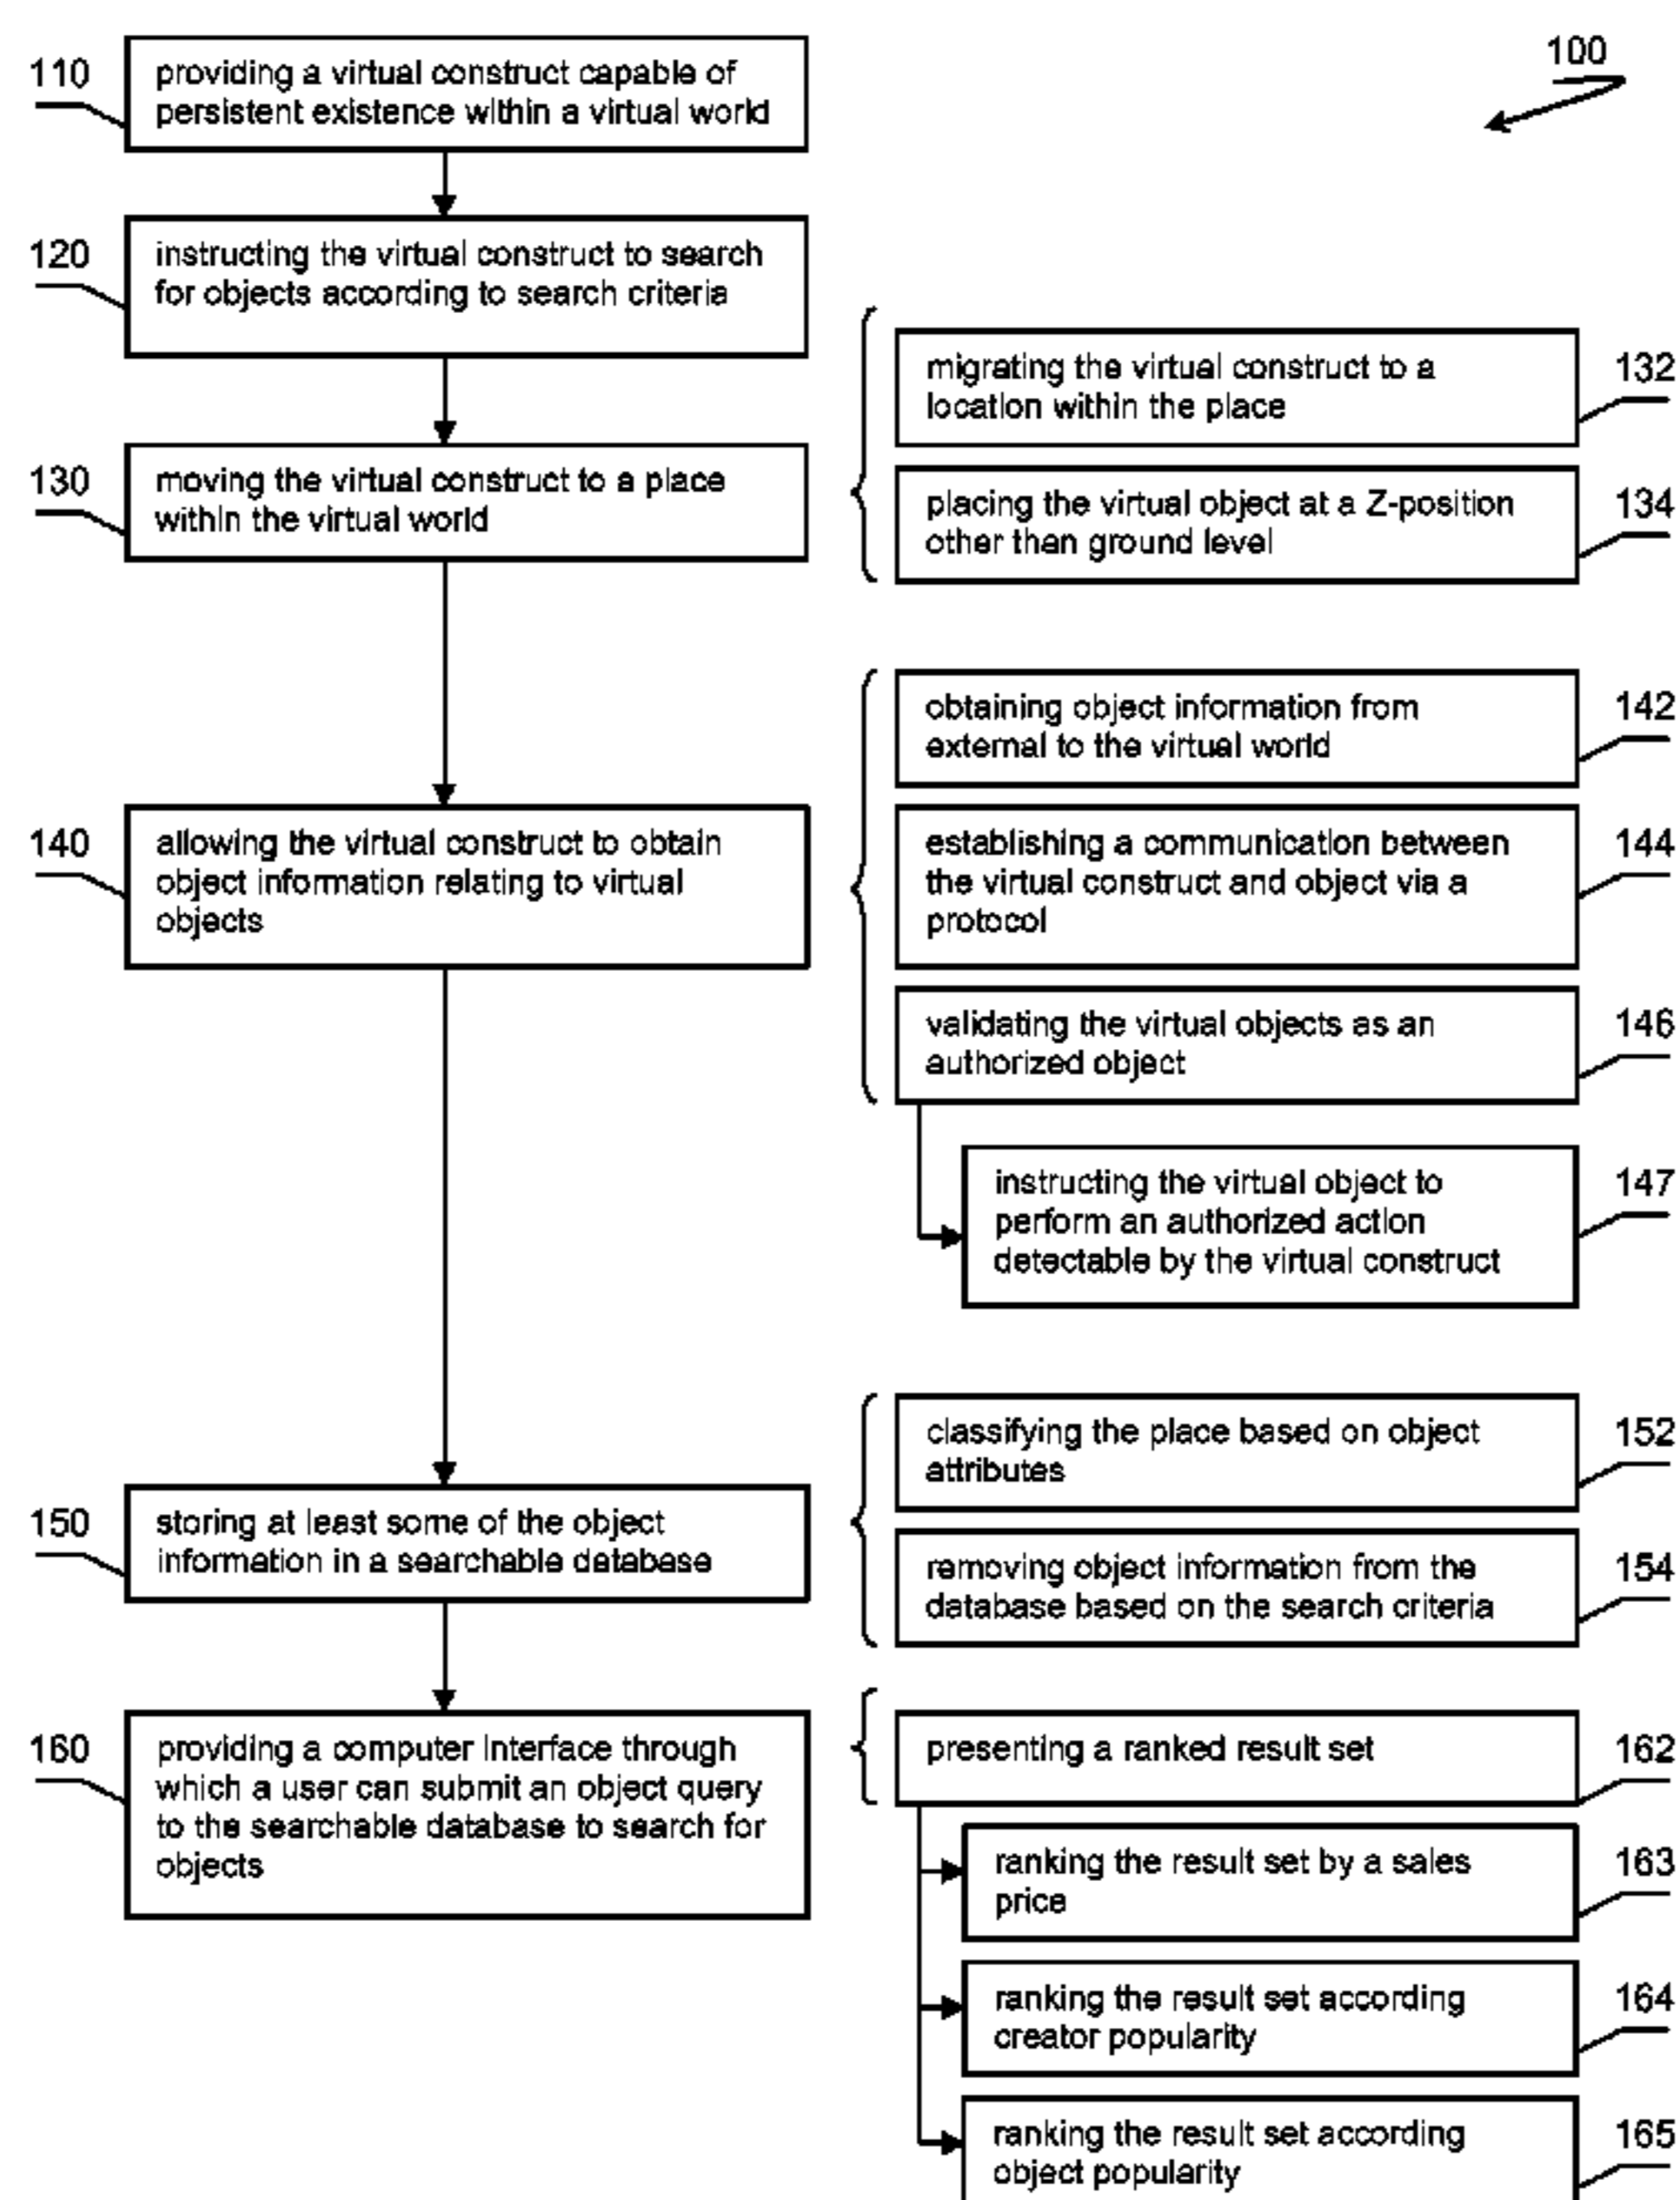 100
110
providing a virtual construct capable of
persistent existence within a virtual world
120
instructing the virtual construct to search
for objects according to search criteria
130
moving the virtual construct to a place
within the virtual world
132
migrating the virtual construct to a
location within the place
134
placing the virtual object at a Z-position
other than ground level
140
allowing the virtual construct to obtain
object information relating to virtual
objects
142
obtaining object information from
external to the virtual world
144
establishing a communication between
the virtual construct and object via a
protocol
146
validating the virtual objects as an
authorized object
147
instructing the virtual object to
perform an authorized action
detectable by the virtual construct
150
storing at least some of the object
information in a searchable database
152
classifying the place based on object
attributes
154
removing object information from the
database based on the search criteria
160
providing a computer interface through
which a user can submit an object query
to the searchable database to search for
objects
162
presenting a ranked result set
163
ranking the result set by a sales
price
164
ranking the result set according
creator popularity
165
ranking the result set according
object popularity